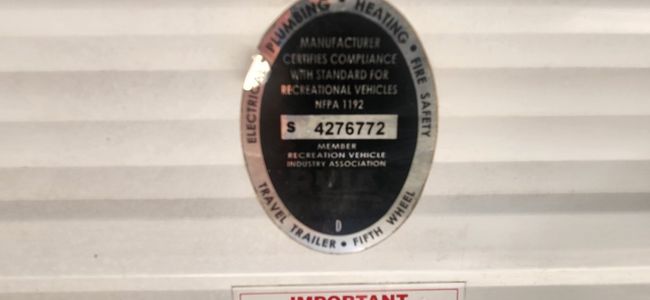 ELECTRICAL • PLUMBING • HEATING • FIRE SAFETY
MANUFACTURER
CERTIFIES COMPLIANCE
WITH STANDARD FOR
RECREATIONAL VEHICLES
NFPA 1192
S 4276772
MEMBER
RECREATION VEHICLE
INDUSTRY ASSOCIATION
D
TRAVEL TRAILER • FIFTH WHEEL
IMPORTANT